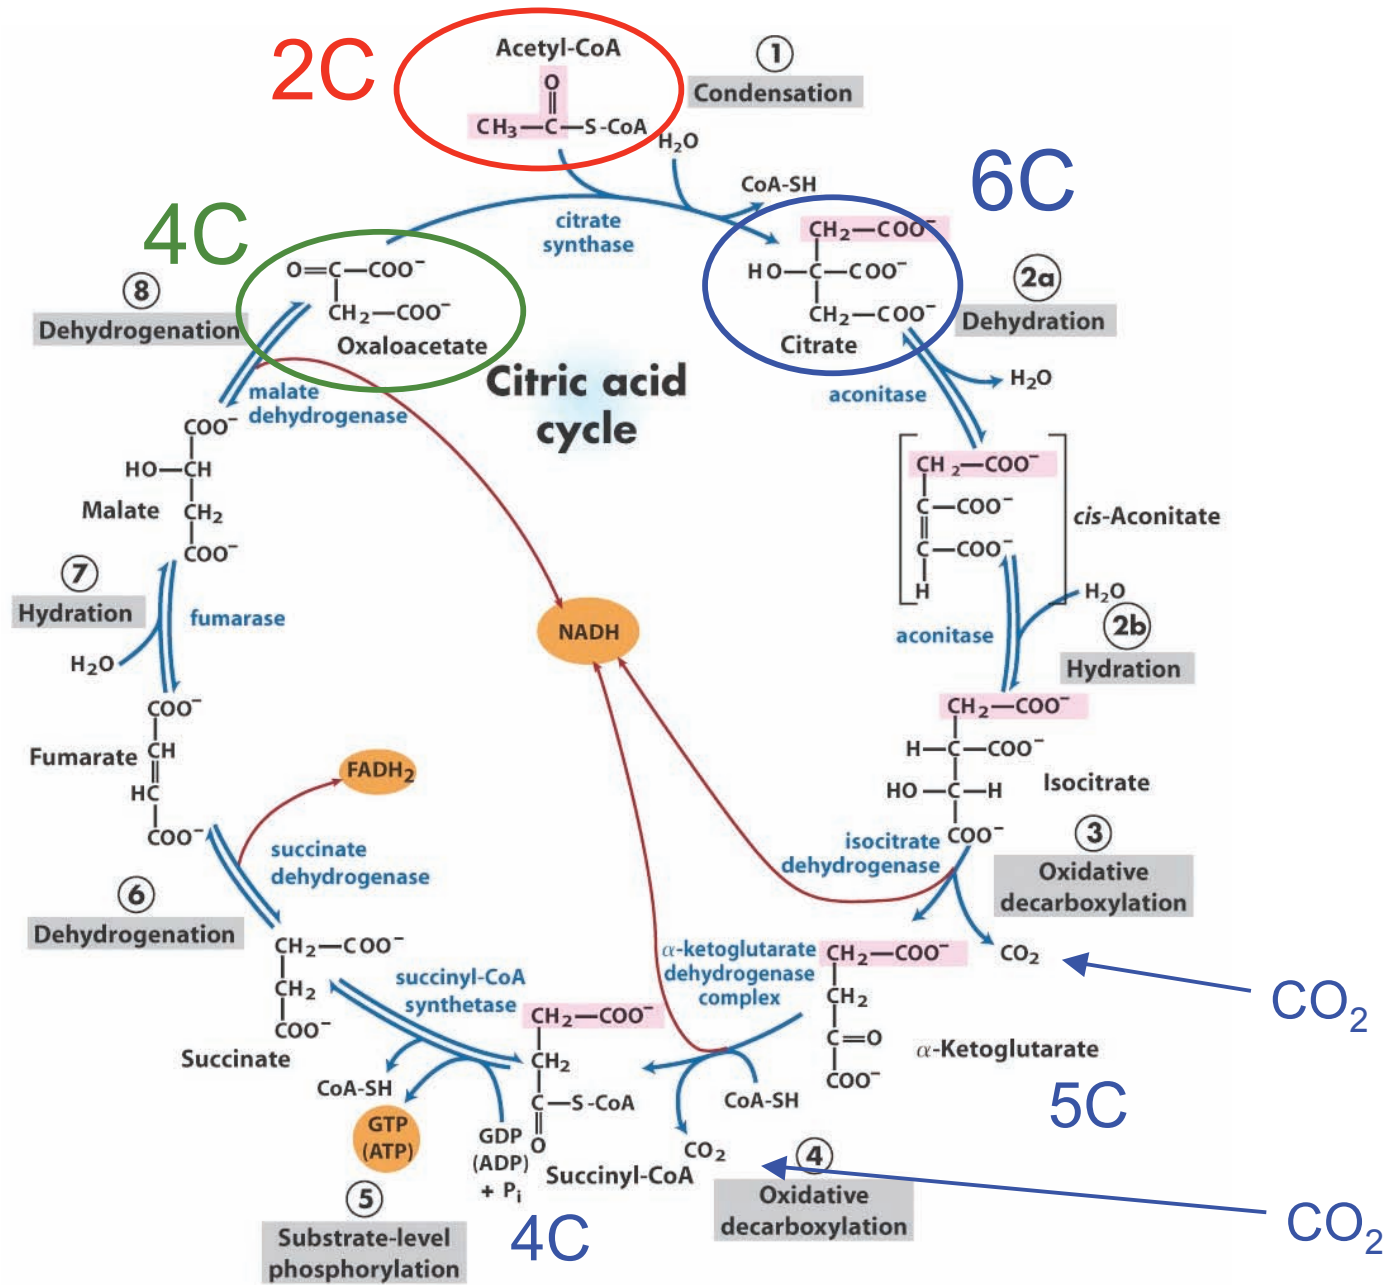 2C
Acetyl-CoA
O
CH₃—C—S-CoA
1
Condensation
H₂O
CoA-SH
6C
citrate
synthase
CH₂—COO⁻
HO—C—COO⁻
CH₂—COO⁻
Citrate
2a
Dehydration
aconitase
H₂O
CH₂—COO⁻
C—COO⁻
C—COO⁻
H
cis-Aconitate
aconitase
H₂O
2b
Hydration
CH₂—COO⁻
H—C—COO⁻
HO—C—H
COO⁻
Isocitrate
isocitrate
dehydrogenase
3
Oxidative
decarboxylation
CO₂
CO₂
CH₂—COO⁻
CH₂
C=O
COO⁻
α-Ketoglutarate
5C
α-ketoglutarate
dehydrogenase
complex
CoA-SH
CO₂
4
Oxidative
decarboxylation
CO₂
CH₂—COO⁻
CH₂
C—S-CoA
O
Succinyl-CoA
4C
succinyl-CoA
synthetase
GDP
(ADP)
+ Pᵢ
CoA-SH
GTP
(ATP)
5
Substrate-level
phosphorylation
CH₂—COO⁻
CH₂
COO⁻
Succinate
6
Dehydrogenation
succinate
dehydrogenase
FADH₂
COO⁻
CH
HC
COO⁻
Fumarate
7
Hydration
fumarase
H₂O
COO⁻
HO—CH
CH₂
COO⁻
Malate
8
Dehydrogenation
malate
dehydrogenase
4C
O=C—COO⁻
CH₂—COO⁻
Oxaloacetate
Citric acid
cycle
NADH